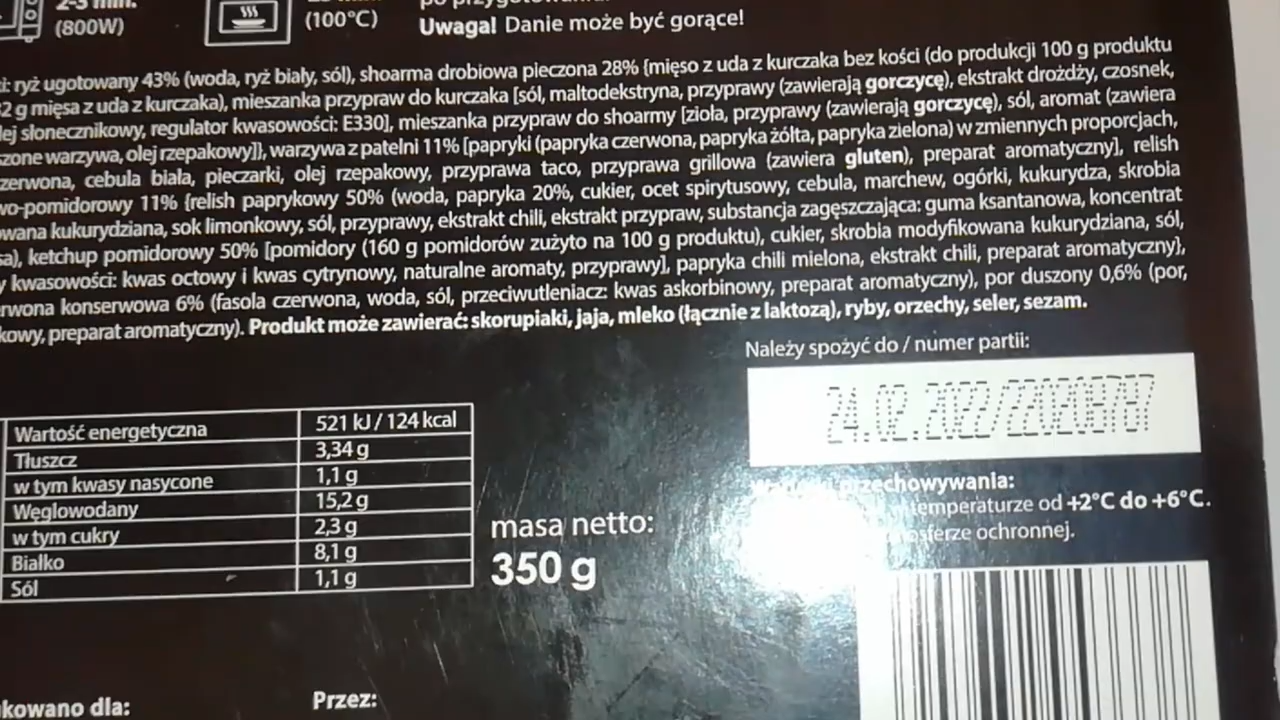 2-3 min.
(800W)
(100°C)
Uwaga! Danie może być gorące!
ryż ugotowany 43% (woda, ryż biały, sól), shoarma drobiowa pieczona 28% {mięso z uda z kurczaka bez kości (do produkcji 100 g produktu
2 g mięsa z uda z kurczaka), mieszanka przypraw do kurczaka [sól, maltodekstryna, przyprawy (zawierają gorczycę), ekstrakt drożdży, czosnek,
lej słonecznikowy, regulator kwasowości: E330], mieszanka przypraw do shoarmy [zioła, przyprawy (zawierają gorczycę), sól, aromat (zawiera
zone warzywa, olej rzepakowy]}, warzywa z patelni 11% [papryki (papryka czerwona, papryka żółta, papryka zielona) w zmiennych proporcjach,
zerwona, cebula biała, pieczarki, olej rzepakowy, przyprawa taco, przyprawa grillowa (zawiera gluten), preparat aromatyczny], relish
wo-pomidorowy 11% {relish paprykowy 50% (woda, papryka 20%, cukier, ocet spirytusowy, cebula, marchew, ogórki, kukurydza, skrobia
wana kukurydziana, sok limonkowy, sól, przyprawy, ekstrakt chili, ekstrakt przypraw, substancja zagęszczająca: guma ksantanowa, koncentrat
sa), ketchup pomidorowy 50% [pomidory (160 g pomidorów zużyto na 100 g produktu), cukier, skrobia modyfikowana kukurydziana, sól,
y kwasowości: kwas octowy i kwas cytrynowy, naturalne aromaty, przyprawy], papryka chili mielona, ekstrakt chili, preparat aromatyczny},
rwona konserwowa 6% (fasola czerwona, woda, sól, przeciwutleniacz: kwas askorbinowy, preparat aromatyczny), por duszony 0,6% (por,
kowy, preparat aromatyczny). Produkt może zawierać: skorupiaki, jaja, mleko (łącznie z laktozą), ryby, orzechy, seler, sezam.
Należy spożyć do / numer partii:
24.02.2022/220208787
Wartość energetyczna 521 kJ / 124 kcal
Tłuszcz 3,34 g
w tym kwasy nasycone 1,1 g
Węglowodany 15,2 g
w tym cukry 2,3 g
Białko 8,1 g
Sól 1,1 g
masa netto:
350 g
przechowywania:
temperaturze od +2°C do +6°C.
osferze ochronnej.
kowano dla:
Przez: